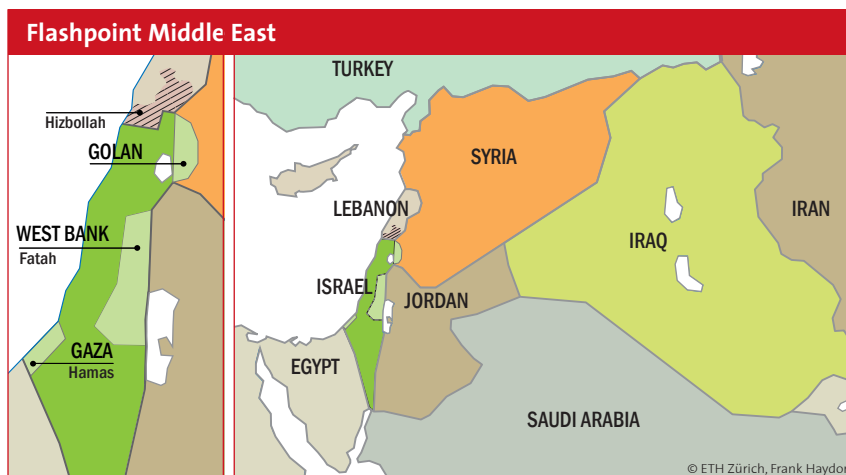 Flashpoint Middle East
Hizbollah
GOLAN
WEST BANK
Fatah
GAZA
Hamas
TURKEY
SYRIA
LEBANON
IRAN
IRAQ
ISRAEL
JORDAN
EGYPT
SAUDI ARABIA
© ETH Zürich, Frank Haydon